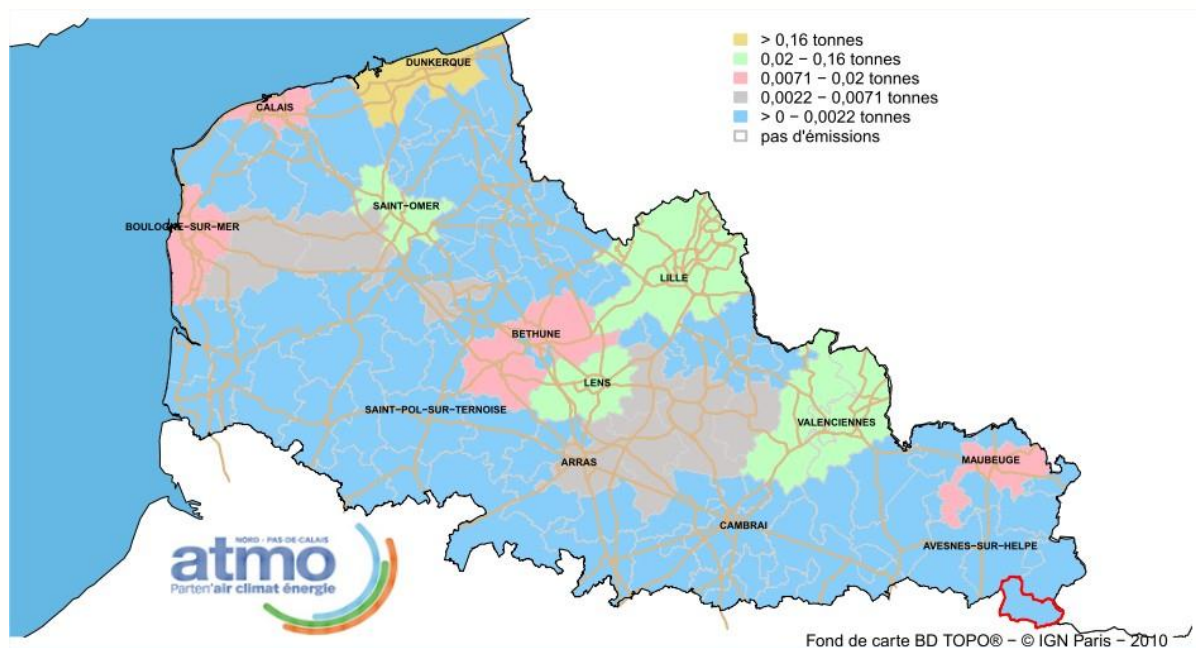 > 0,16 tonnes
0,02 − 0,16 tonnes
0,0071 − 0,02 tonnes
0,0022 − 0,0071 tonnes
> 0 − 0,0022 tonnes
pas d'émissions
DUNKERQUE
CALAIS
SAINT−OMER
BOULOGNE−SUR−MER
LILLE
BETHUNE
LENS
SAINT−POL−SUR−TERNOISE
VALENCIENNES
ARRAS
MAUBEUGE
CAMBRAI
AVESNES−SUR−HELPE
NORD - PAS-DE-CALAIS
atmo
Parten'air climat énergie
Fond de carte BD TOPO® − © IGN Paris − 2010